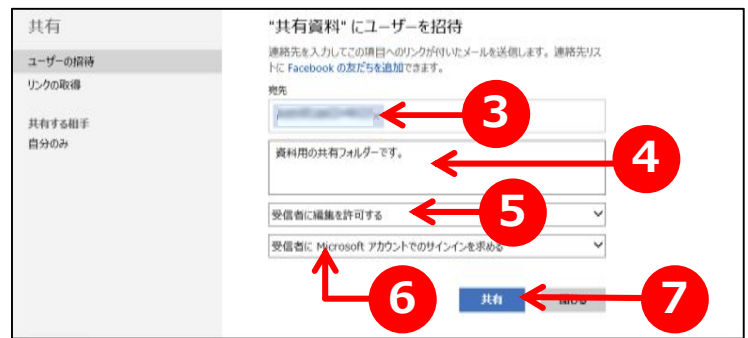 共有
ユーザーの招待
リンクの取得
共有する相手
自分のみ
"共有資料" にユーザーを招待
連絡先を入力してこの項目へのリンクが付いたメールを送信します。連絡先リス
トに Facebook の友だちを追加できます。
宛先
3
資料用の共有フォルダーです。
4
受信者に編集を許可する
5
受信者に Microsoft アカウントでのサインインを求める
6
共有
7